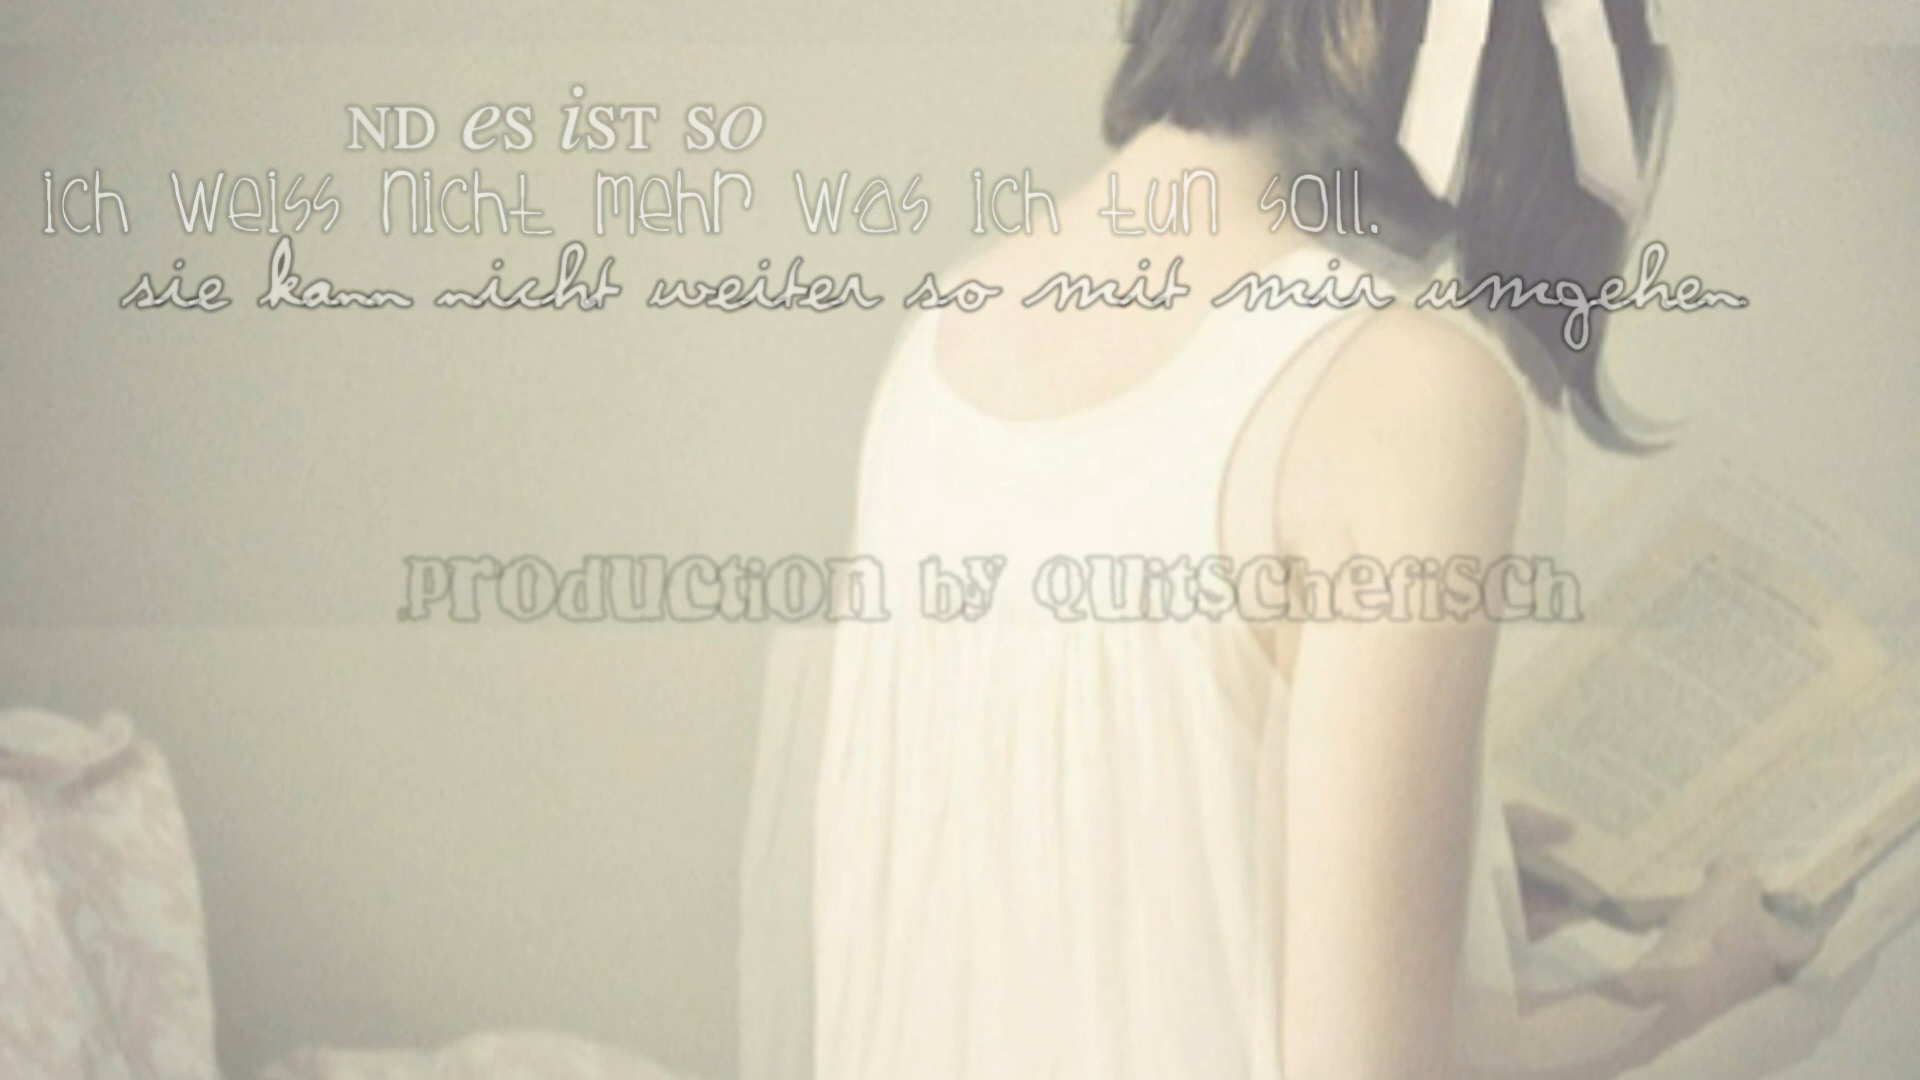 ND es ist so
ich weiss nicht mehr was ich tun soll.
sie kann nicht weiter so mit mir umgehen.
Production by Quitschefisch